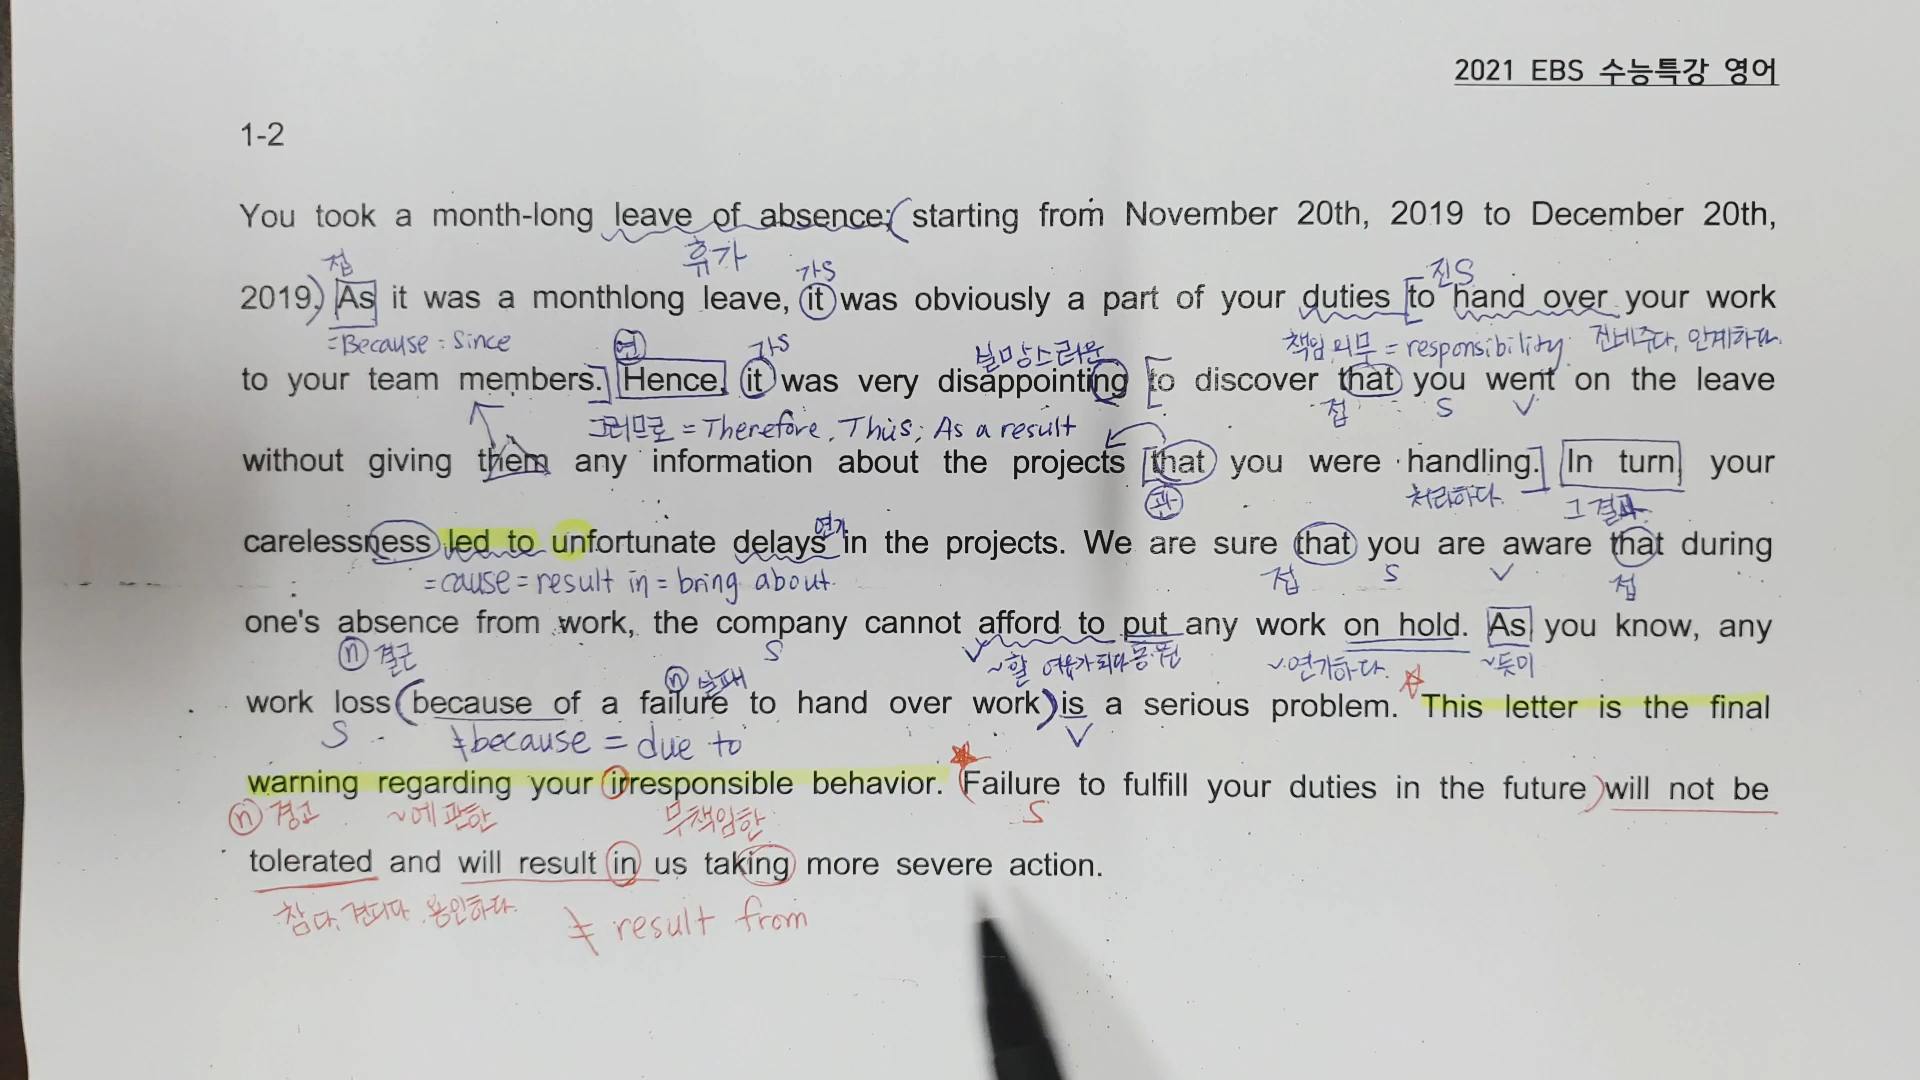 2021 EBS 수능특강 영어
1-2
You took a month-long leave of absence; starting from November 20th, 2019 to December 20th,
접 휴가 가S 진S
2019. As it was a monthlong leave, it was obviously a part of your duties to hand over your work
=Because = Since 연 가S 실망스러운 책임, 의무 = responsibility 건네주다, 인계하다.
to your team members. Hence, it was very disappointing to discover that you went on the leave
그러므로 = Therefore, Thus, As a result 접 S V
without giving them any information about the projects that you were handling. In turn, your
관 처리하다. 그 결과
carelessness led to unfortunate delays in the projects. We are sure that you are aware that during
연기
=cause = result in = bring about 접 S V 접
one's absence from work, the company cannot afford to put any work on hold. As you know, any
n 결근 S V ~할 여유가 되다 ~연기하다. ~듯이
work loss because of a failure to hand over work is a serious problem. This letter is the final
n 실패
S ≠because = due to V
warning regarding your irresponsible behavior. Failure to fulfill your duties in the future will not be
n 경고 ~에 관한 무책임한 S
tolerated and will result in us taking more severe action.
참다, 견디다, 용인하다. ≠ result from